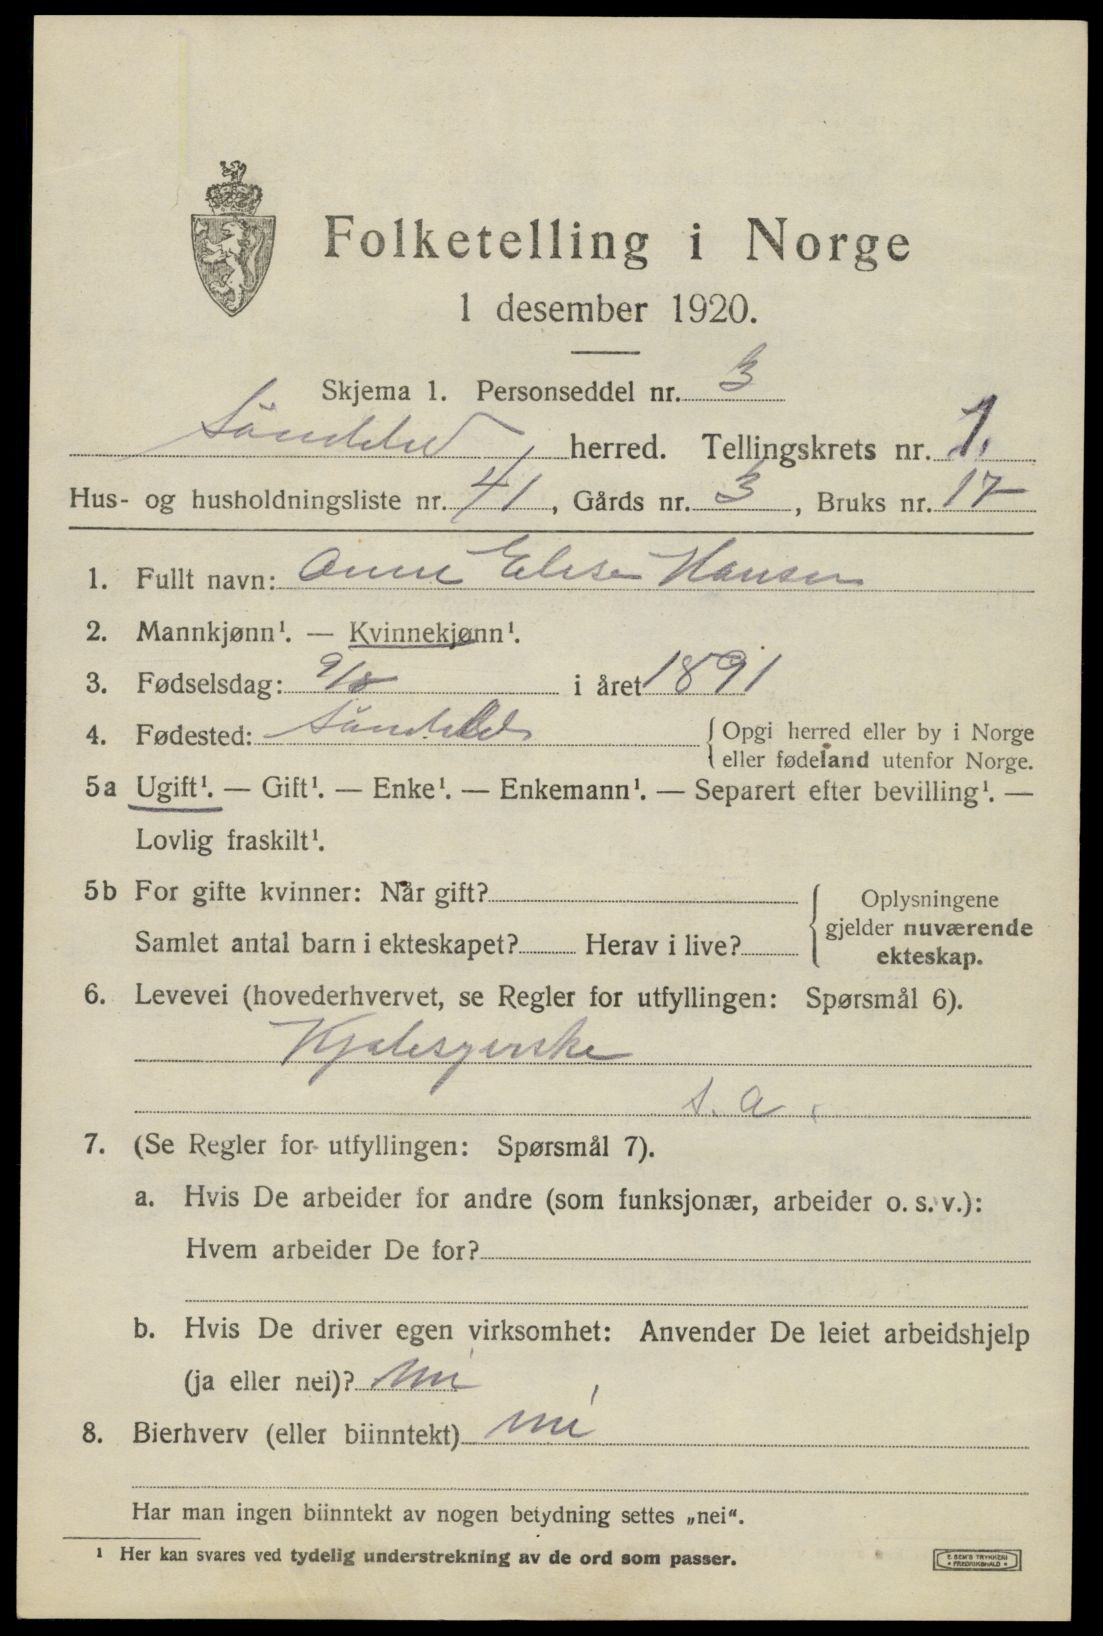 Folketelling i Norge
1 desember 1920.
Skjema 1. Personseddel nr. 3
Søndeled herred. Tellingskrets nr. 1.
Hus- og husholdningsliste nr. 41, Gårds nr. 3, Bruks nr. 17
1. Fullt navn: Anne Elise Hansen
2. Mannkjønn¹. — Kvinnekjønn¹.
3. Fødselsdag: 9/8 i året 1891
4. Fødested: Søndeled { Opgi herred eller by i Norge
eller fødeland utenfor Norge.
5a Ugift¹. — Gift¹. — Enke¹. — Enkemann¹. — Separert efter bevilling¹. —
Lovlig fraskilt¹.
5b For gifte kvinner: Når gift? { Oplysningene
gjelder nuværende
Samlet antal barn i ekteskapet? Herav i live?
ekteskap.
6. Levevei (hovederhvervet, se Regler for utfyllingen: Spørsmål 6).
Kjolesyerske
s. a.
7. (Se Regler for utfyllingen: Spørsmål 7).
a. Hvis De arbeider for andre (som funksjonær, arbeider o. s. v.):
Hvem arbeider De for?
b. Hvis De driver egen virksomhet: Anvender De leiet arbeidshjelp
(ja eller nei)? nei
8. Bierhverv (eller biinntekt) nei
Har man ingen biinntekt av nogen betydning settes „nei“.
¹ Her kan svares ved tydelig understrekning av de ord som passer.
E. SEM'S TRYKKERI
• FREDRIKSHALD •